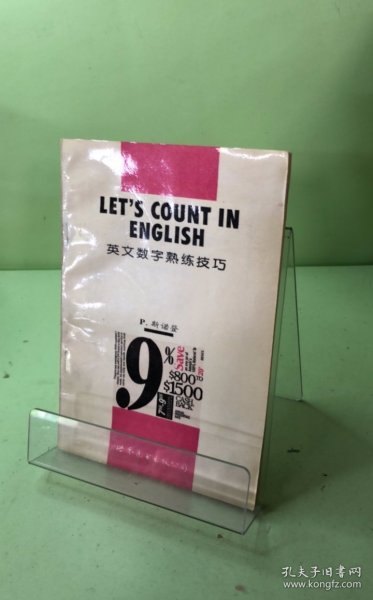 LET'S COUNT IN
ENGLISH
英文数字熟练技巧
P. 斯诺登
9
%
Save
$800
$1500
孔夫子旧书网
www.kongfz.com